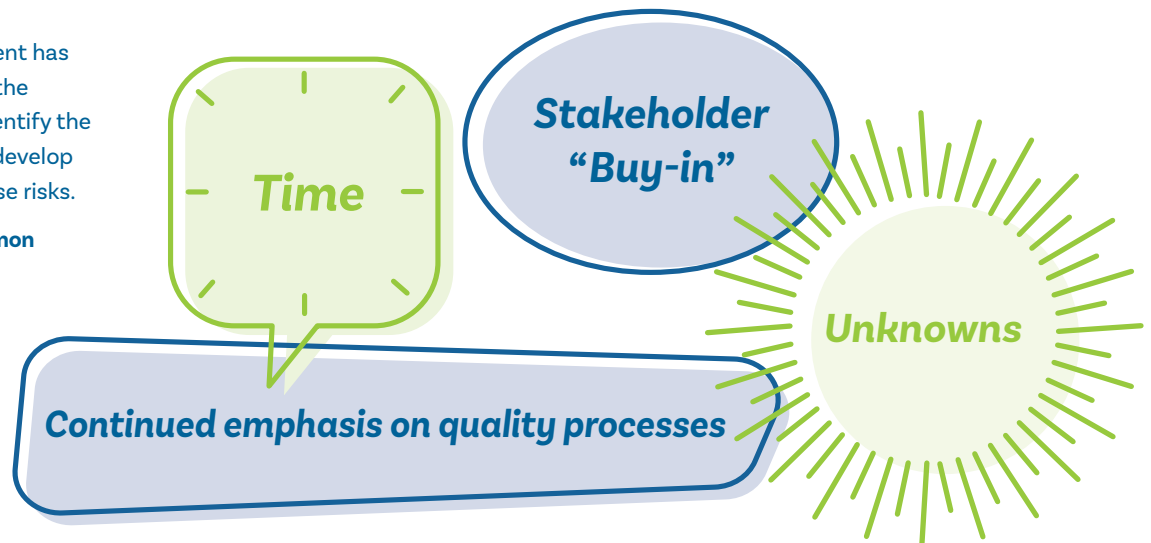 ent has
the
entify the
develop
se risks.
mon
Time
Stakeholder
“Buy-in”
Unknowns
Continued emphasis on quality processes